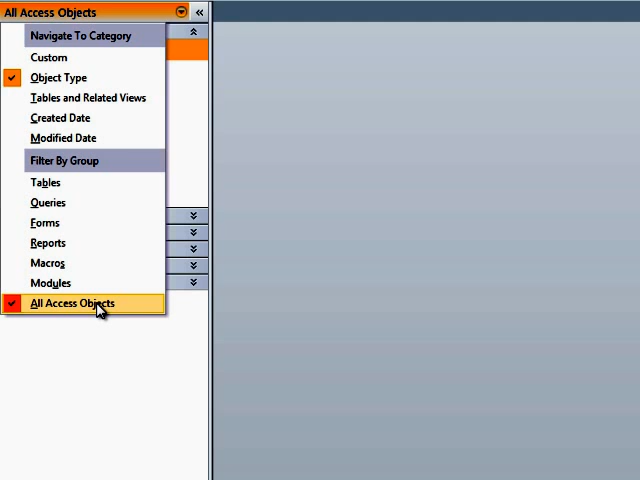 All Access Objects
Navigate To Category
Custom
Object Type
Tables and Related Views
Created Date
Modified Date
Filter By Group
Tables
Queries
Forms
Reports
Macros
Modules
All Access Objects